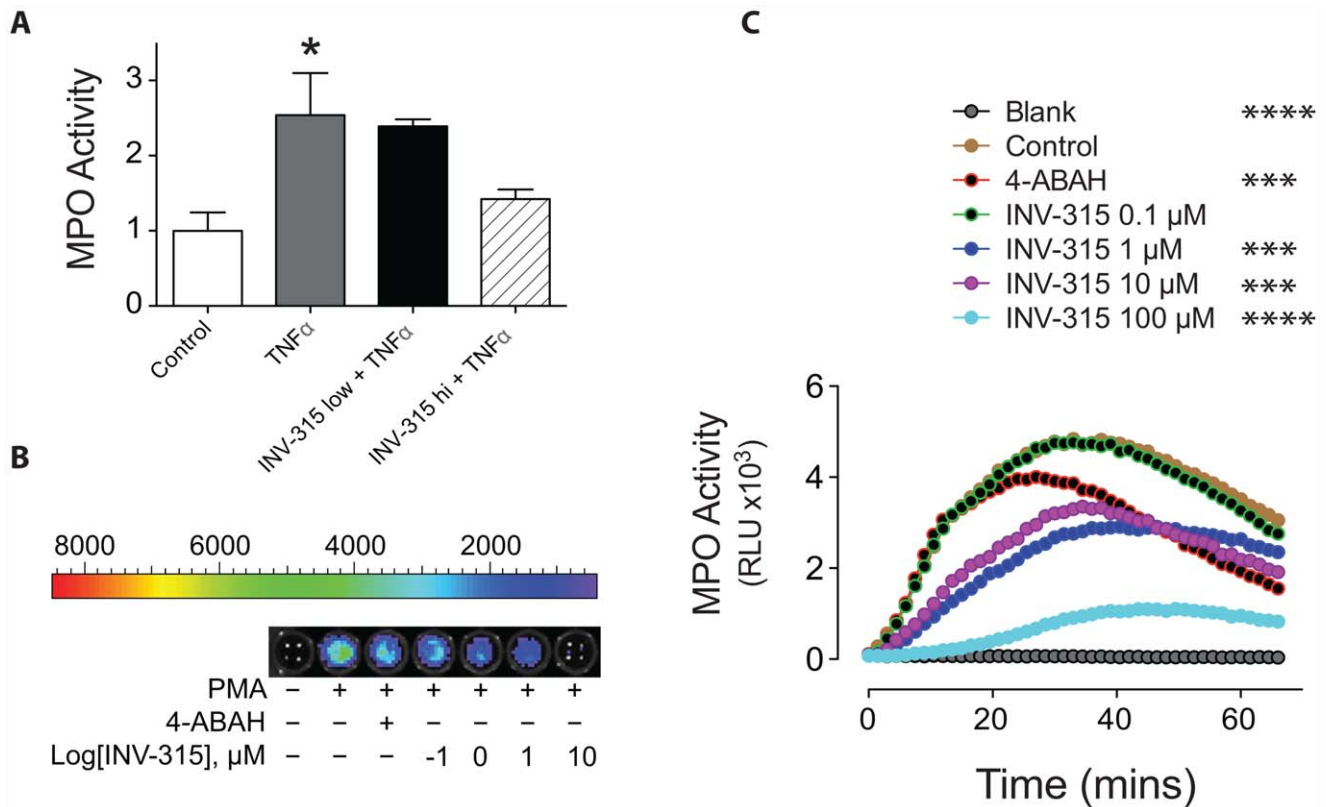 A
MPO Activity
3
2
1
0
*
Control
TNFα
INV-315 low + TNFα
INV-315 hi + TNFα
B
8000 6000 4000 2000
PMA − + + + + + +
4-ABAH − − + − − − −
Log[INV-315], µM − − − -1 0 1 10
C
Blank ****
Control
4-ABAH ***
INV-315 0.1 µM
INV-315 1 µM ***
INV-315 10 µM ***
INV-315 100 µM ****
MPO Activity
(RLU x10³)
6
4
2
0
0 20 40 60
Time (mins)